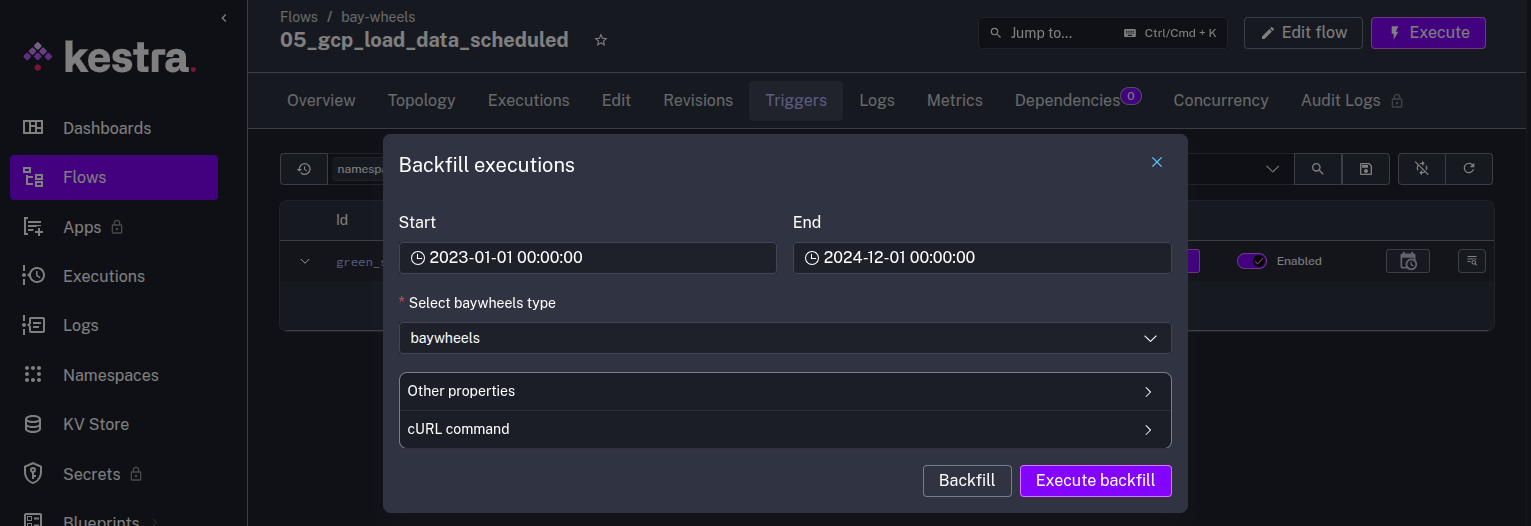 Flows / bay-wheels
05_gcp_load_data_scheduled
Jump to... Ctrl/Cmd + K
Edit flow
Execute
kestra.
Dashboards
Flows
Apps
Executions
Logs
Namespaces
KV Store
Secrets
Blueprints
Overview Topology Executions Edit Revisions Triggers Logs Metrics Dependencies 0 Concurrency Audit Logs
Id
Enabled
Backfill executions
Start End
2023-01-01 00:00:00 2024-12-01 00:00:00
* Select baywheels type
baywheels
Other properties
cURL command
Backfill Execute backfill